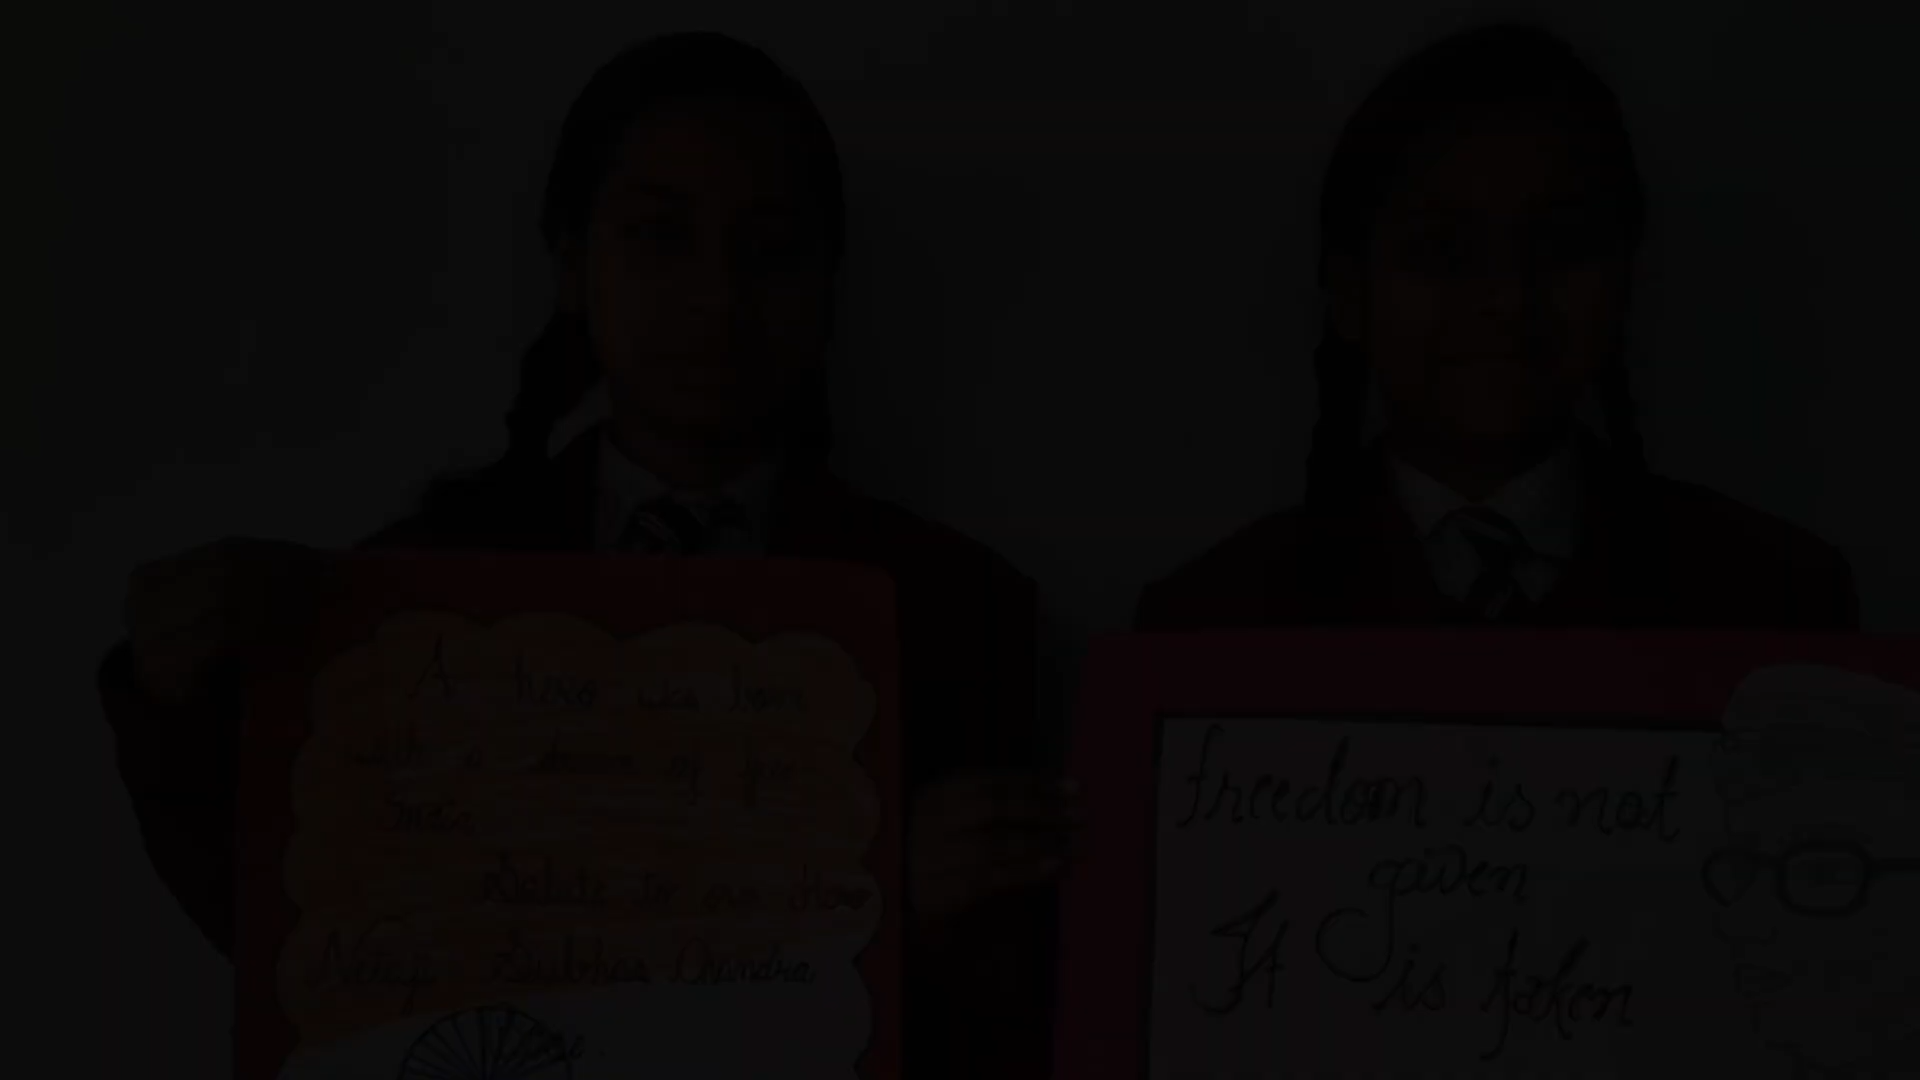 A hero was born
with a dream of free
Salute to our Hero
Netaji Subhas Chandra
Bose.
freedom is not
given
It is taken